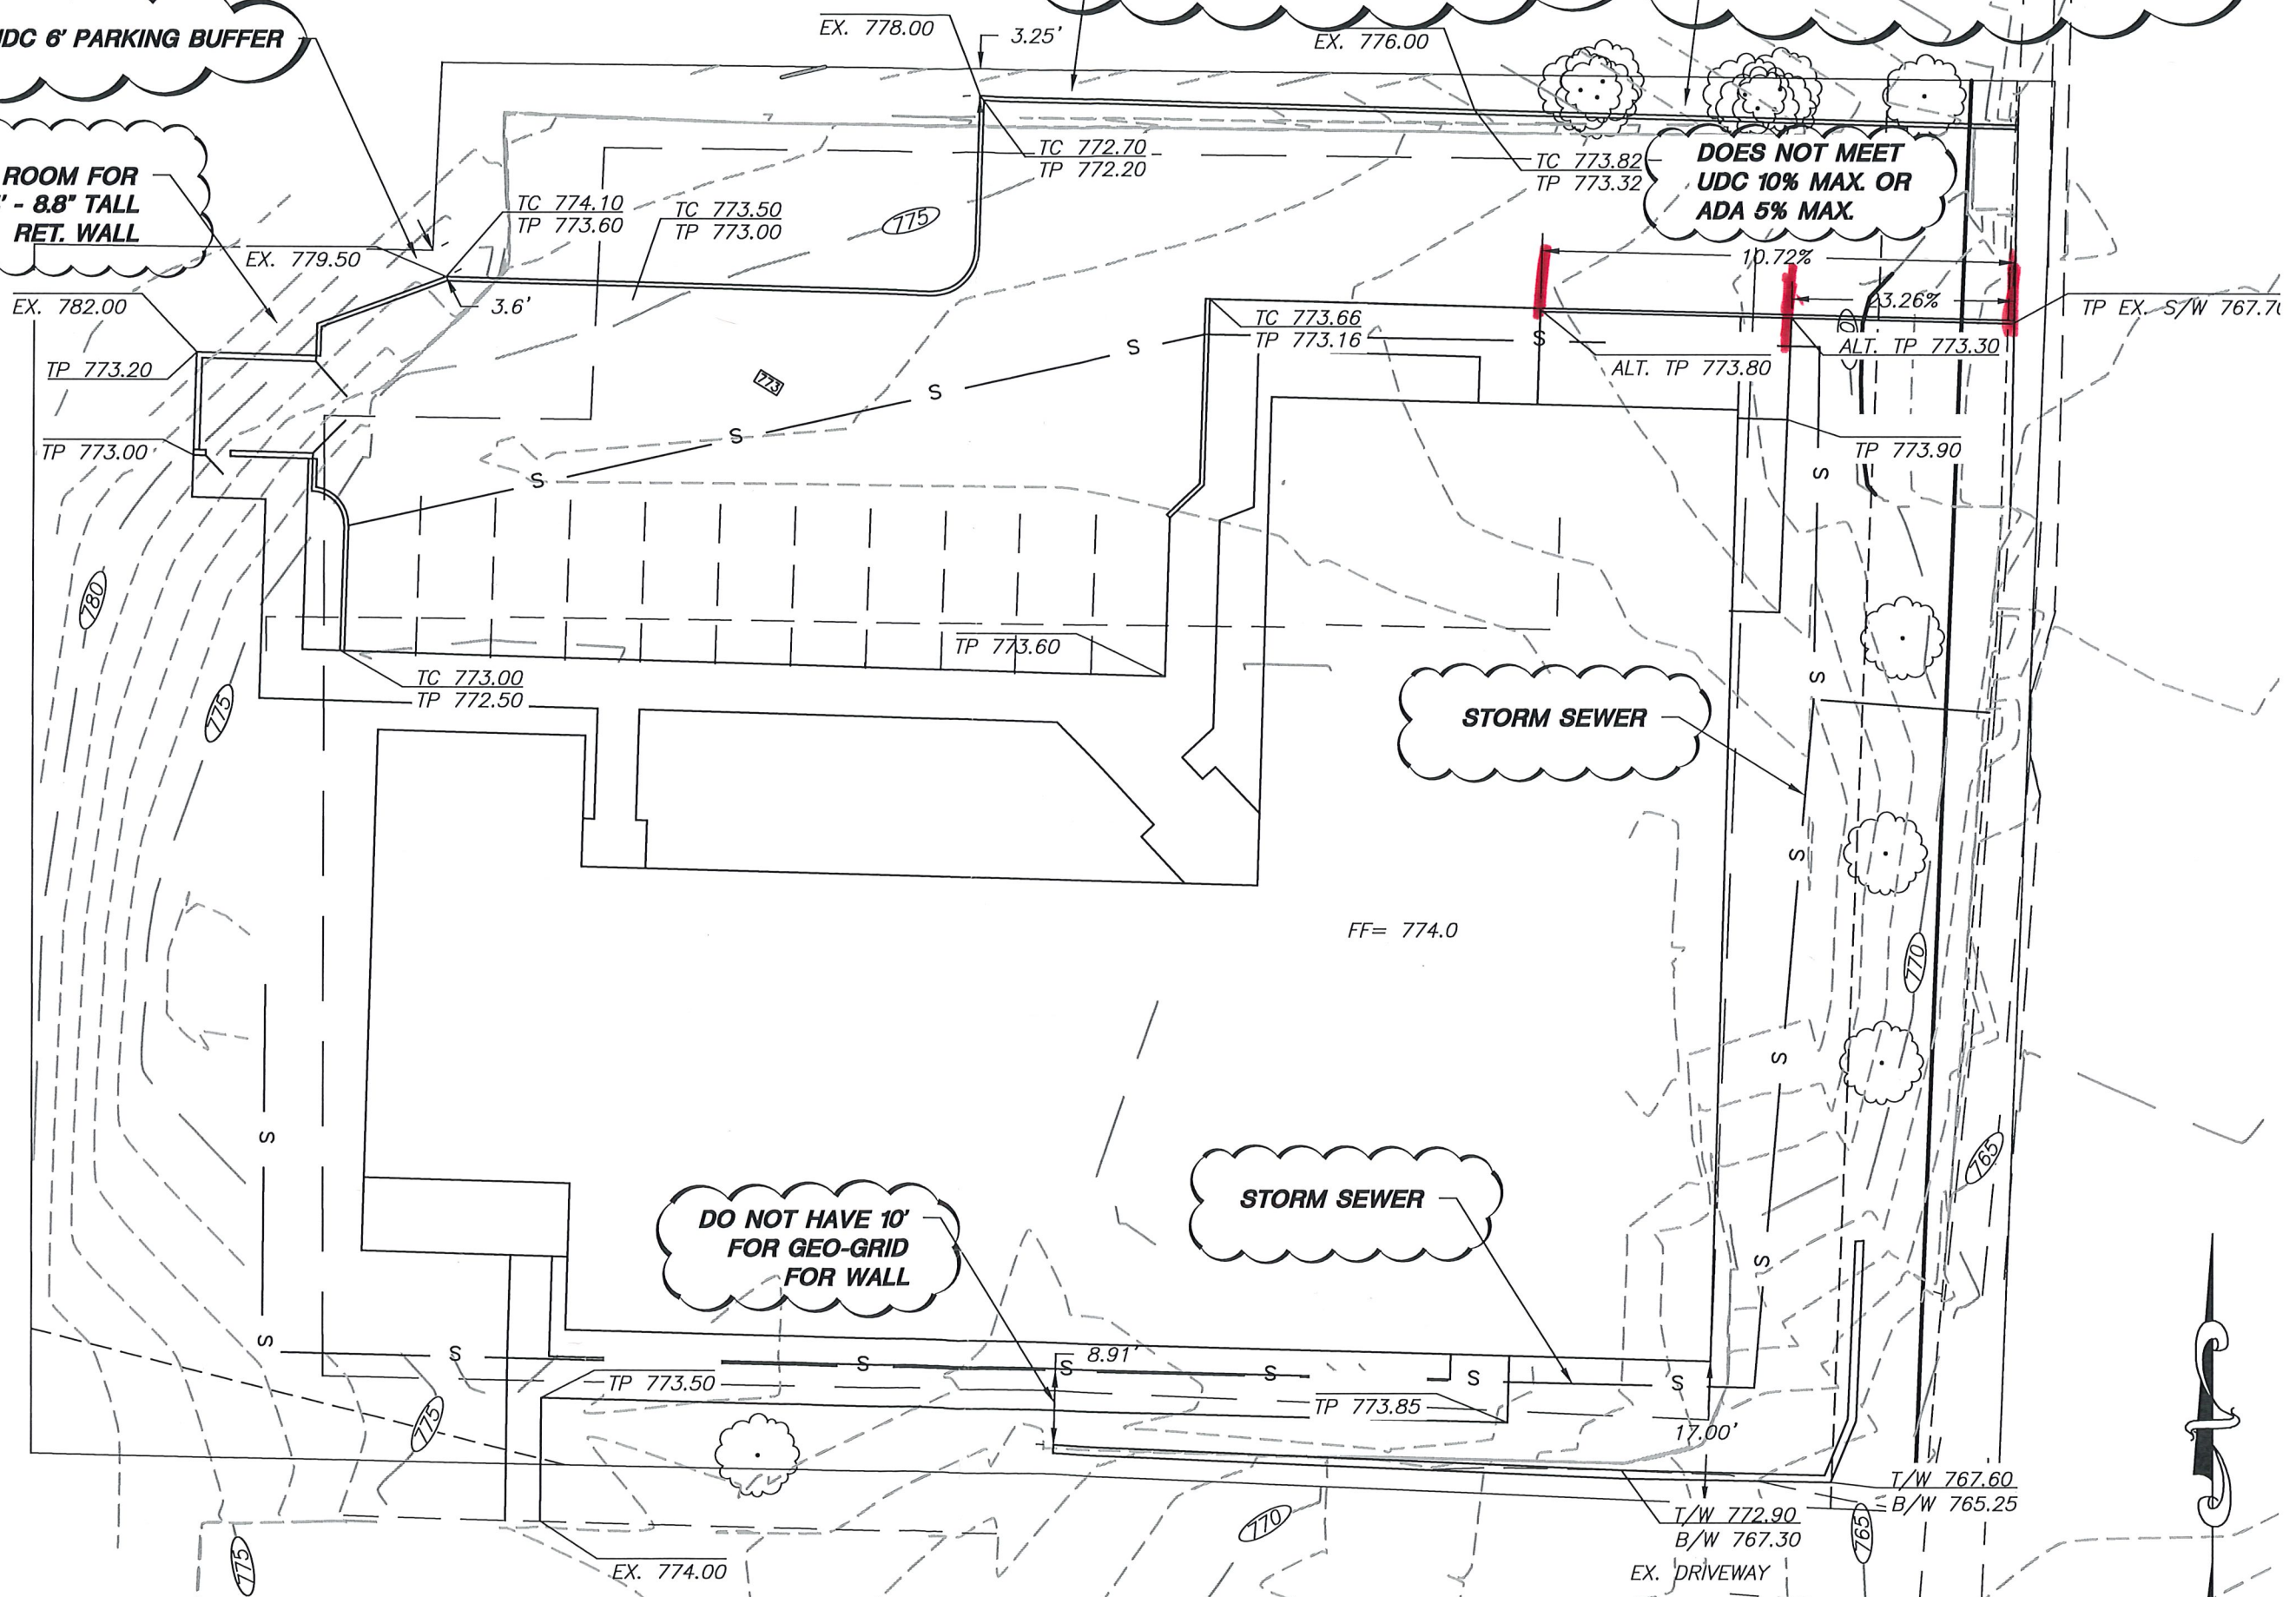 UDC 6' PARKING BUFFER
EX. 778.00
3.25'
EX. 776.00
ROOM FOR
' - 8.8" TALL
RET. WALL
TC 772.70
TP 772.20
TC 773.82
TP 773.32
DOES NOT MEET
UDC 10% MAX. OR
ADA 5% MAX.
TC 774.10
TP 773.60
TC 773.50
TP 773.00
775
EX. 779.50
10.72%
EX. 782.00
3.6'
23.26%
TP EX. S/W 767.70
TC 773.66
TP 773.16
S
S
S
ALT. TP 773.30
TP 773.20
773
ALT. TP 773.80
S
TP 773.00
S
TP 773.90
S
S
780
TP 773.60
TC 773.00
TP 772.50
S
775
STORM SEWER
S
FF= 774.0
770
S
S
765
STORM SEWER
DO NOT HAVE 10'
FOR GEO-GRID
FOR WALL
S
S
S
S
8.91'
S
S
S
S
TP 773.50
TP 773.85
775
17.00'
T/W 767.60
B/W 765.25
T/W 772.90
B/W 767.30
770
765
775
EX. 774.00
EX. DRIVEWAY